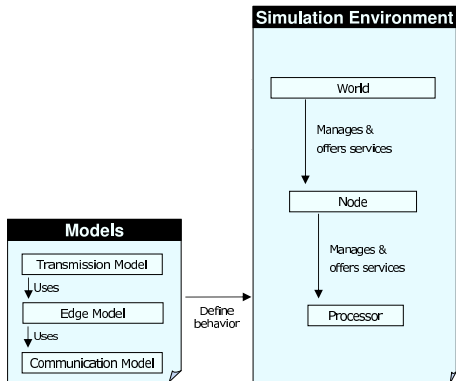 Simulation Environment
World
Manages &
offers services
Node
Manages &
offers services
Processor
Models
Transmission Model
Uses
Edge Model
Uses
Communication Model
Define
behavior